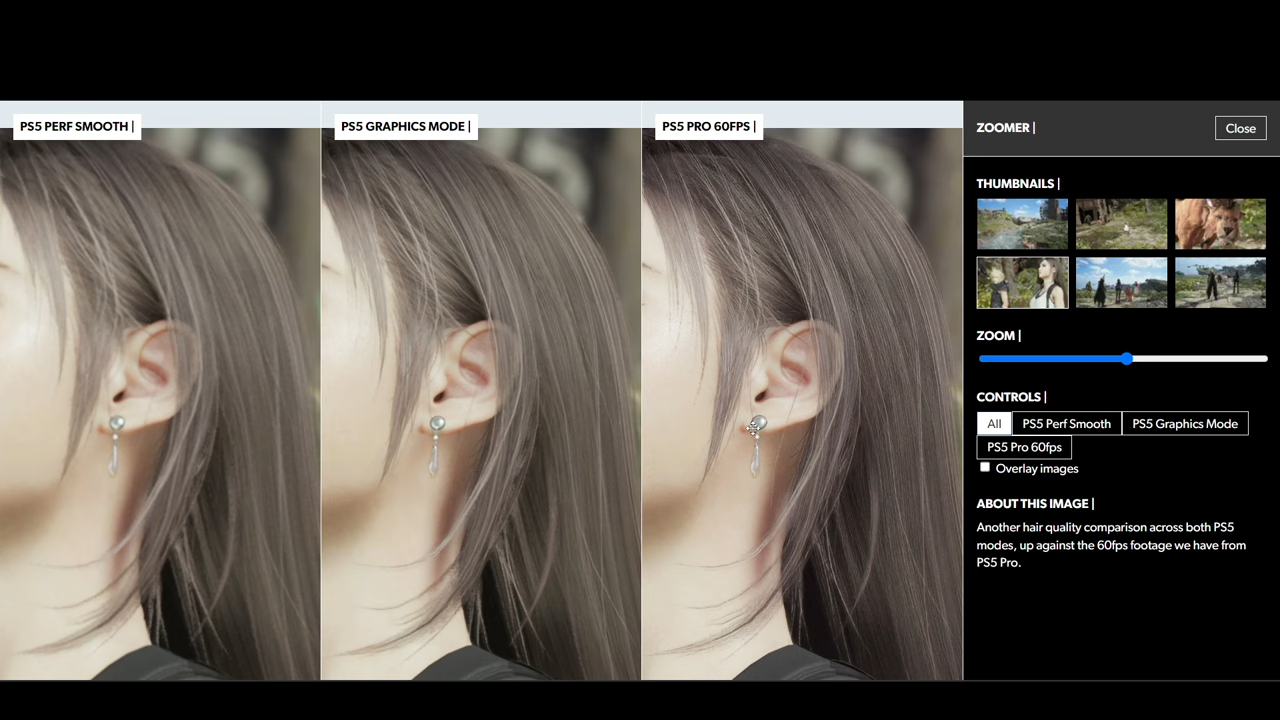 PS5 PERF SMOOTH |
PS5 GRAPHICS MODE |
PS5 PRO 60FPS |
ZOOMER |
Close
THUMBNAILS |
ZOOM |
CONTROLS |
All
PS5 Perf Smooth
PS5 Graphics Mode
PS5 Pro 60fps
Overlay images
ABOUT THIS IMAGE |
Another hair quality comparison across both PS5
modes, up against the 60fps footage we have from
PS5 Pro.